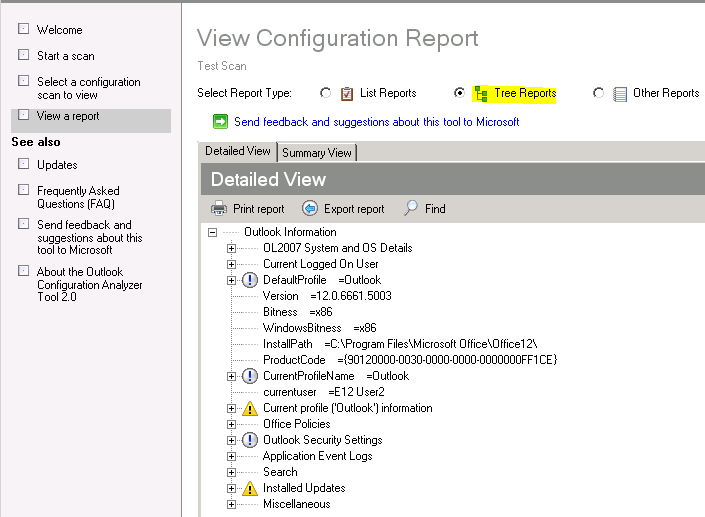 Welcome
Start a scan
Select a configuration
scan to view
View a report
See also
Updates
Frequently Asked
Questions (FAQ)
Send feedback and
suggestions about this
tool to Microsoft
About the Outlook
Configuration Analyzer
Tool 2.0
View Configuration Report
Test Scan
Select Report Type: List Reports Tree Reports Other Reports
Send feedback and suggestions about this tool to Microsoft
Detailed View Summary View
Detailed View
Print report Export report Find
Outlook Information
OL2007 System and OS Details
Current Logged On User
DefaultProfile =Outlook
Version =12.0.6661.5003
Bitness =x86
WindowsBitness =x86
InstallPath =C:\Program Files\Microsoft Office\Office12\
ProductCode ={90120000-0030-0000-0000-0000000FF1CE}
CurrentProfileName =Outlook
currentuser =E12 User2
Current profile ('Outlook') information
Office Policies
Outlook Security Settings
Application Event Logs
Search
Installed Updates
Miscellaneous